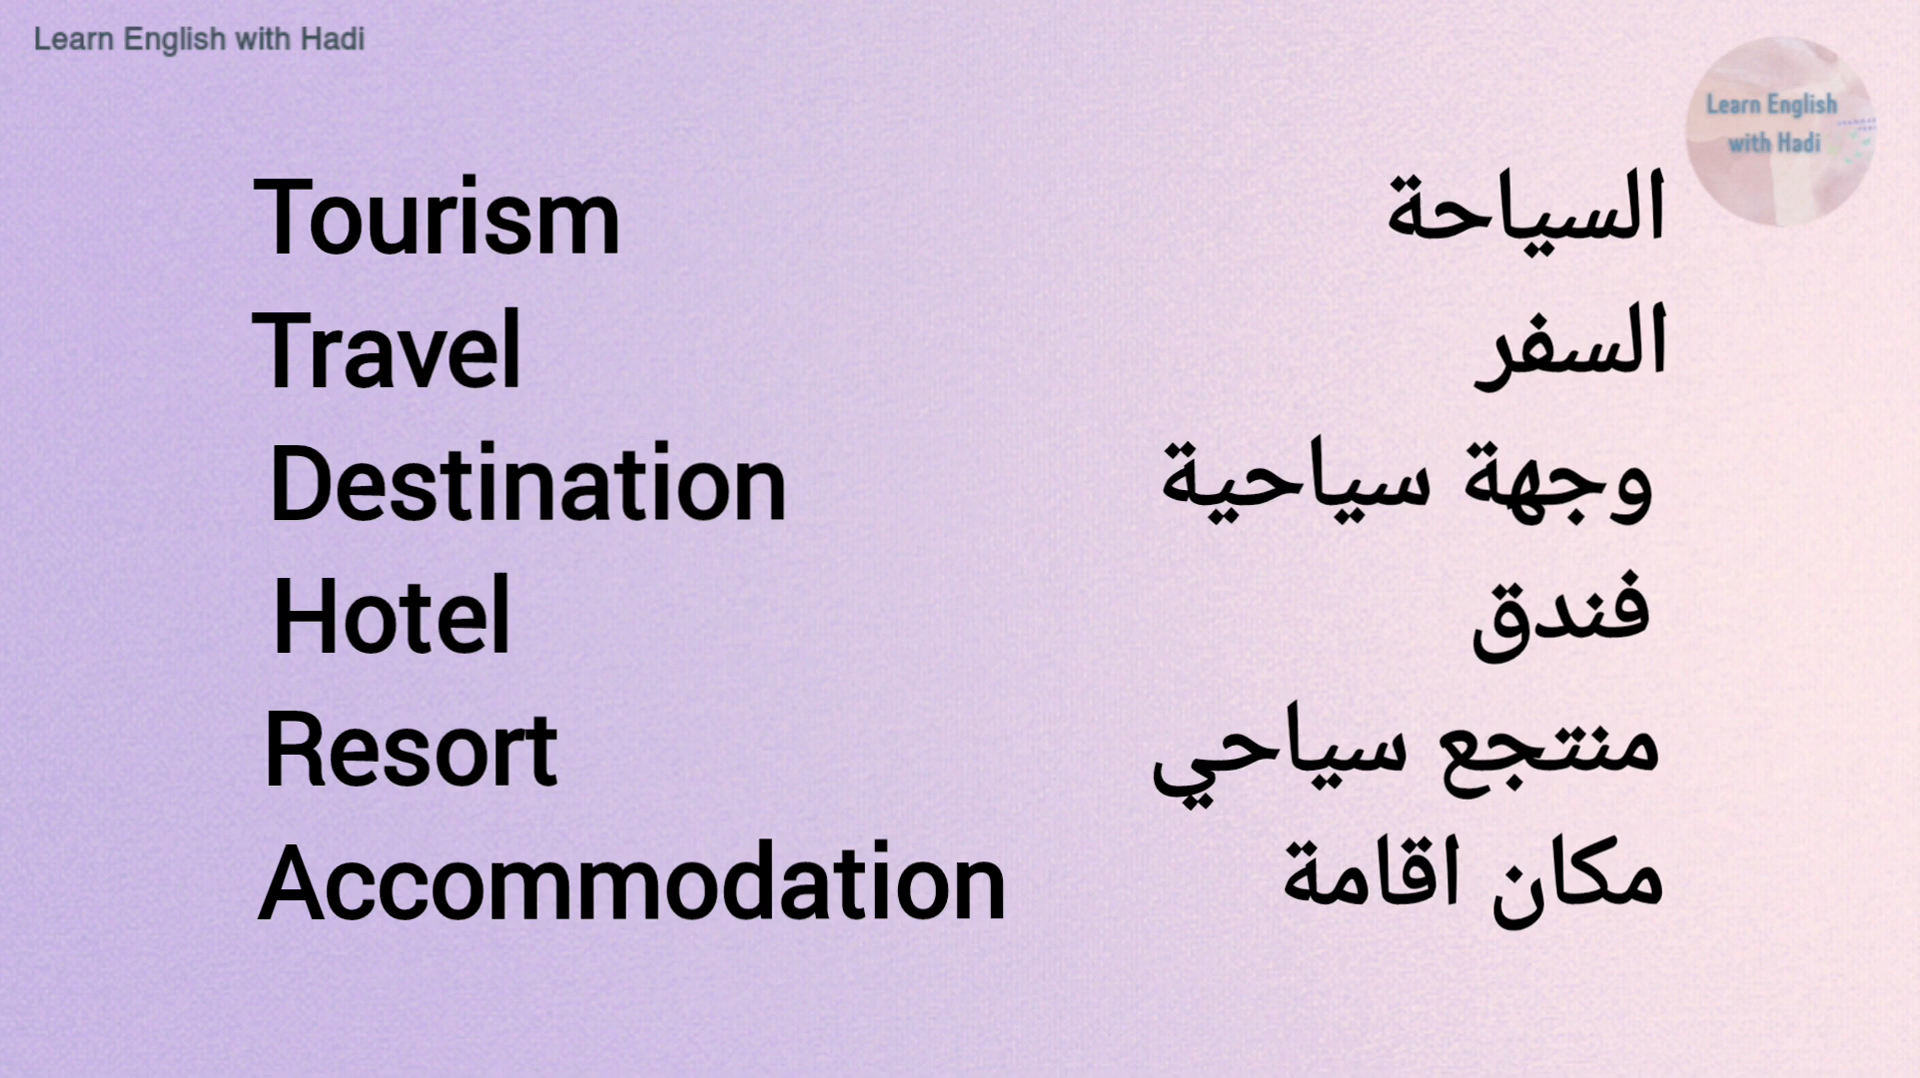 Learn English with Hadi
Learn English
with Hadi
Tourism السياحة
Travel السفر
Destination وجهة سياحية
Hotel فندق
Resort منتجع سياحي
Accommodation مكان اقامة